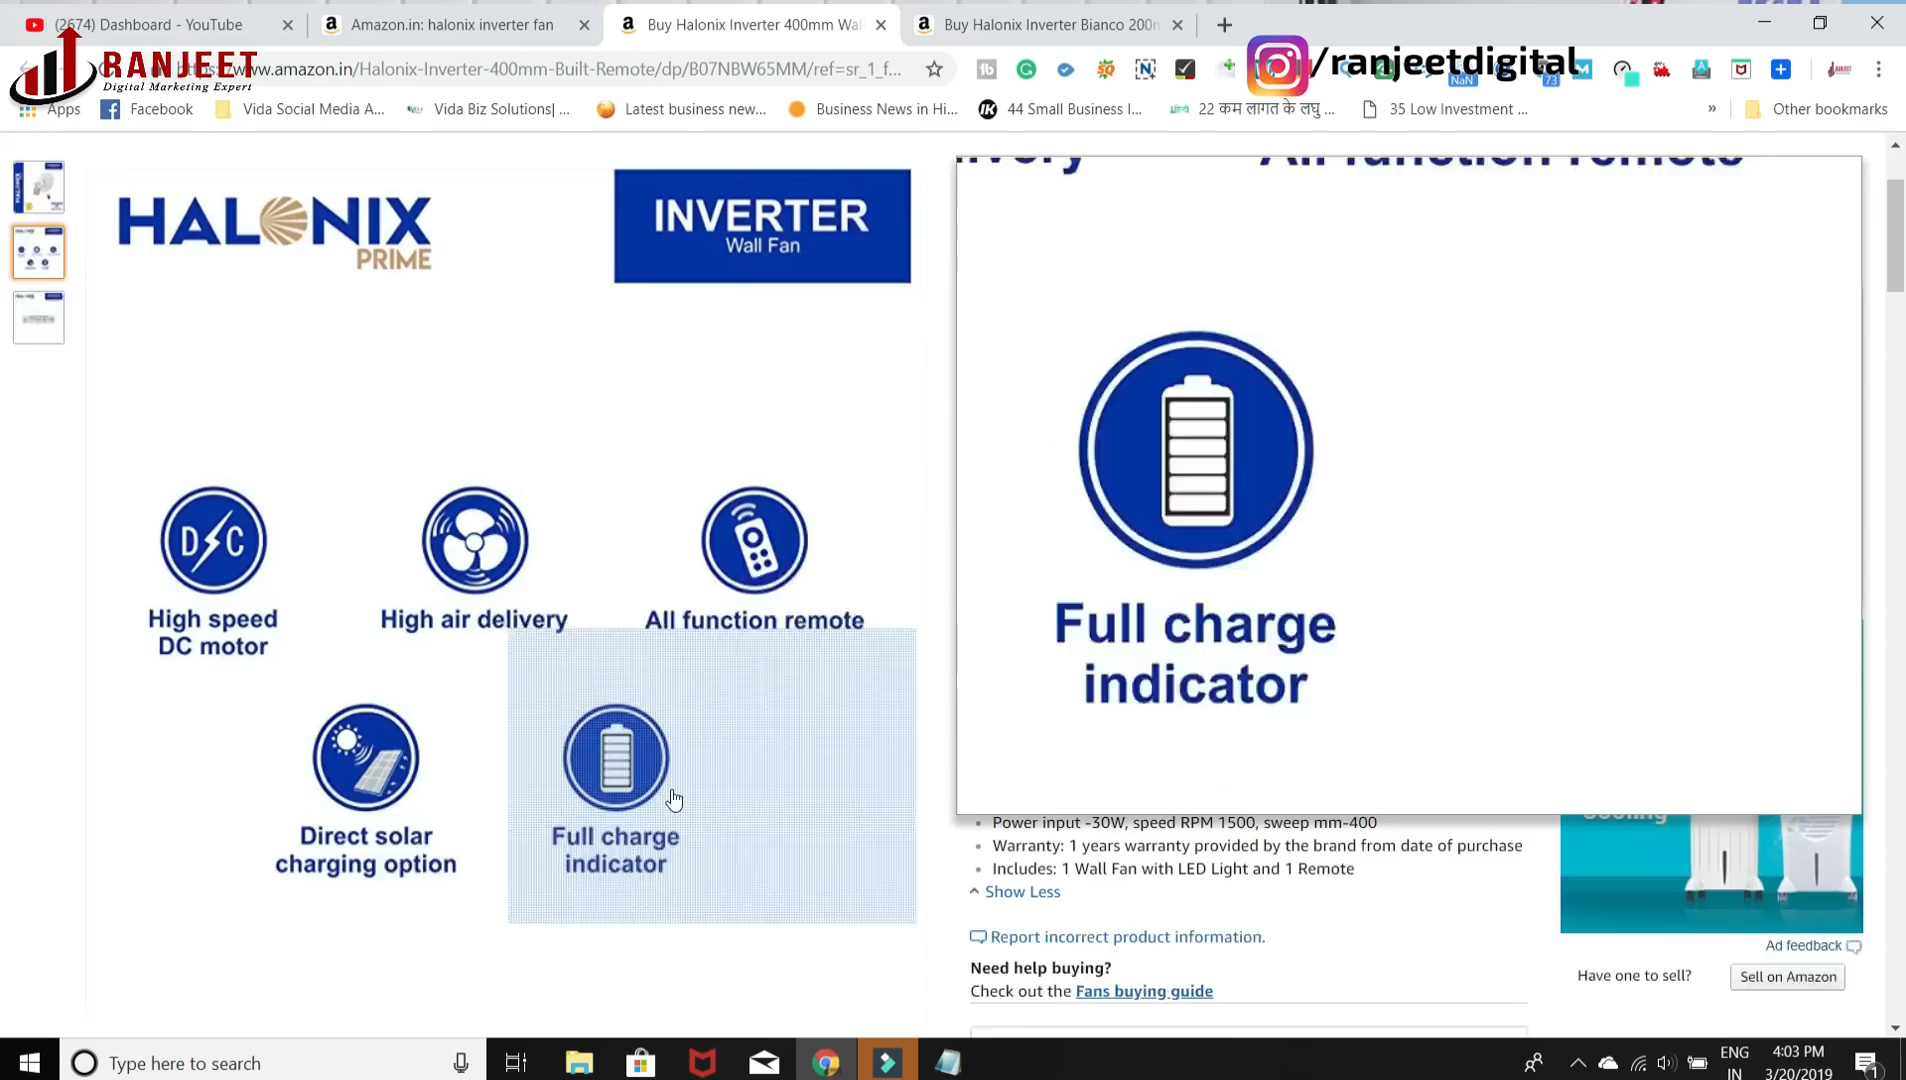 (2674) Dashboard - YouTube
Amazon.in: halonix inverter fan
Buy Halonix Inverter 400mm Wal
Buy Halonix Inverter Bianco 200m
RANJEET
Digital Marketing Expert
www.amazon.in/Halonix-Inverter-400mm-Built-Remote/dp/B07NBW65MM/ref=sr_1_f...
/ranjeetdigital
Apps
Facebook
Vida Social Media A...
Vida Biz Solutions| ...
Latest business new...
Business News in Hi...
44 Small Business I...
22 कम लागत के लघु ...
35 Low Investment ...
»
Other bookmarks
HALONIX
PRIME
INVERTER
Wall Fan
DC
High speed
DC motor
High air delivery
All function remote
Direct solar
charging option
Full charge
indicator
All function remote
Full charge
indicator
Power input -30W, speed RPM 1500, sweep mm-400
Warranty: 1 years warranty provided by the brand from date of purchase
Includes: 1 Wall Fan with LED Light and 1 Remote
Show Less
Report incorrect product information.
Need help buying?
Check out the Fans buying guide
Ad feedback
Have one to sell?
Sell on Amazon
Type here to search
ENG
IN
4:03 PM
3/20/2019
1